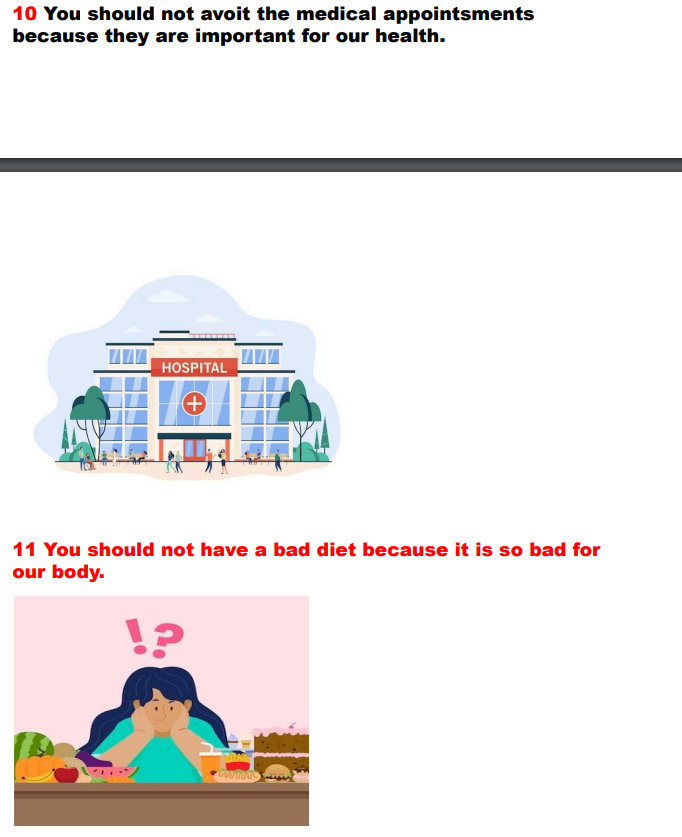 10 You should not avoit the medical appointsments
because they are important for our health.
HOSPITAL
11 You should not have a bad diet because it is so bad for
our body.
!?